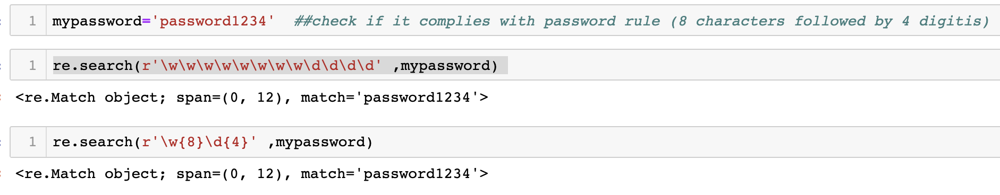 1 mypassword='password1234' ##check if it complies with password rule (8 characters followed by 4 digitis)
1 re.search(r'\w\w\w\w\w\w\w\w\d\d\d\d' ,mypassword)
<re.Match object; span=(0, 12), match='password1234'>
1 re.search(r'\w{8}\d{4}' ,mypassword)
<re.Match object; span=(0, 12), match='password1234'>